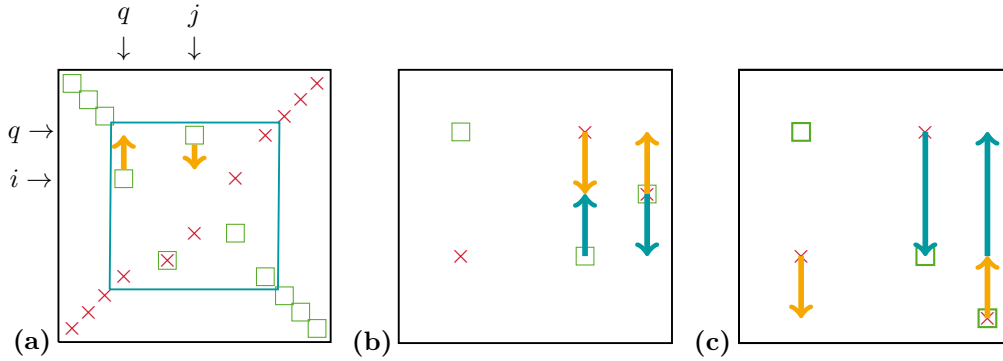 q j
↓ ↓
q →
i →
(a) (b) (c)